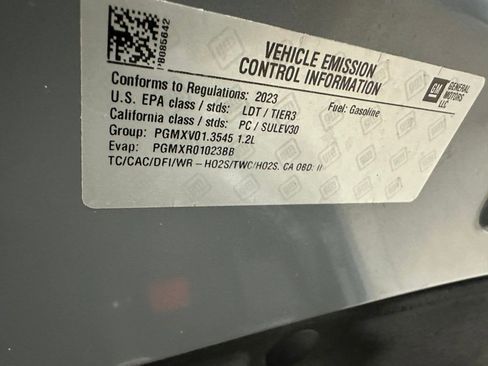 PB085642
VEHICLE EMISSION
CONTROL INFORMATION
GM GENERAL
MOTORS
LLC
Conforms to Regulations: 2023
U.S. EPA class / stds: LDT / TIER3 Fuel: Gasoline
California class / stds: PC / SULEV30
Group: PGMXV01.3545 1.2L
Evap: PGMXR0102388
TC/CAC/DFI/WR – HO2S/TWC/HO2S. CA OBD: II